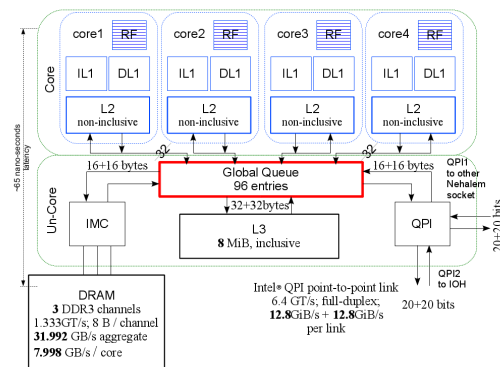 core1 RF core2 RF core3 RF core4 RF
IL1 DL1 IL1 DL1 IL1 DL1 IL1 DL1
L2 L2 L2 L2
non-inclusive non-inclusive non-inclusive non-inclusive
Core
~65 nano-seconds
latency
32 32
Un-Core
16+16 bytes
Global Queue
96 entries
16+16 bytes
QPI1
to other
Nehalem
socket
32+32bytes
IMC
L3
8 MiB, inclusive
QPI
20+20 bits
QPI2
to IOH
20+20 bits
DRAM
3 DDR3 channels
1.333GT/s; 8 B / channel
31.992 GB/s aggregate
7.998 GB/s / core
Intel® QPI point-to-point link
6.4 GT/s; full-duplex;
12.8GiB/s + 12.8GiB/s
per link